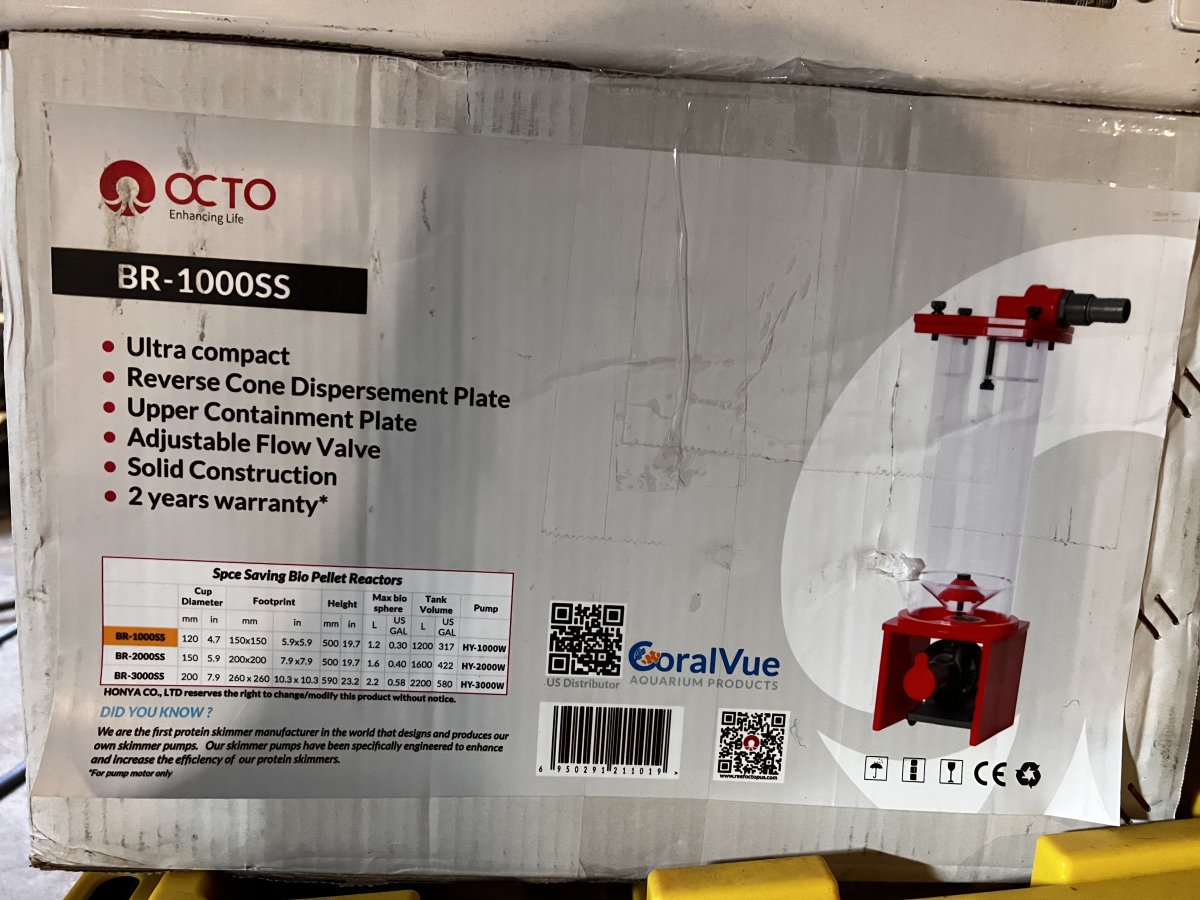 OCTO
Enhancing Life
BR-1000SS
Ultra compact
Reverse Cone Dispersement Plate
Upper Containment Plate
Adjustable Flow Valve
Solid Construction
2 years warranty*
Spce Saving Bio Pellet Reactors
Cup Diameter Footprint Height Max bio sphere Tank Volume Pump
mm in mm in mm in L US GAL L US GAL
BR-1000SS 120 4.7 150x150 5.9x5.9 500 19.7 1.2 0.30 1200 317 HY-1000W
BR-2000SS 150 5.9 200x200 7.9x7.9 500 19.7 1.6 0.40 1600 422 HY-2000W
BR-3000SS 200 7.9 260 x 260 10.3 x 10.3 590 23.2 2.2 0.58 2200 580 HY-3000W
HONYA CO., LTD reserves the right to change/modify this product without notice.
DID YOU KNOW ?
We are the first protein skimmer manufacturer in the world that designs and produces our
own skimmer pumps. Our skimmer pumps have been specifically engineered to enhance
and increase the efficiency of our protein skimmers.
*For pump motor only
US Distributor
CoralVue
AQUARIUM PRODUCTS
6 950291 211019 >
www.reefoctopus.com
CE